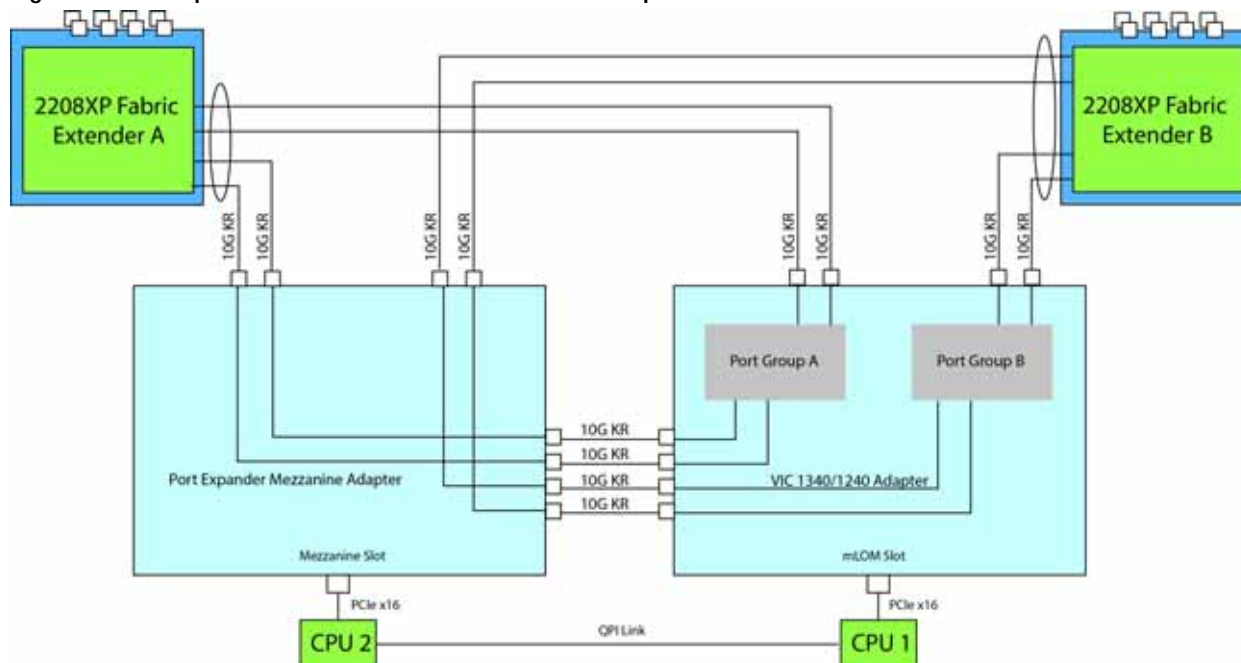 2208XP Fabric
Extender A
2208XP Fabric
Extender B
10G KR
10G KR
10G KR
10G KR
10G KR
10G KR
10G KR
10G KR
Port Group A
Port Group B
10G KR
10G KR
10G KR
10G KR
Port Expander Mezzanine Adapter
VIC 1340/1240 Adapter
Mezzanine Slot
mLOM Slot
PCIe x16
PCIe x16
CPU 2
QPI Link
CPU 1